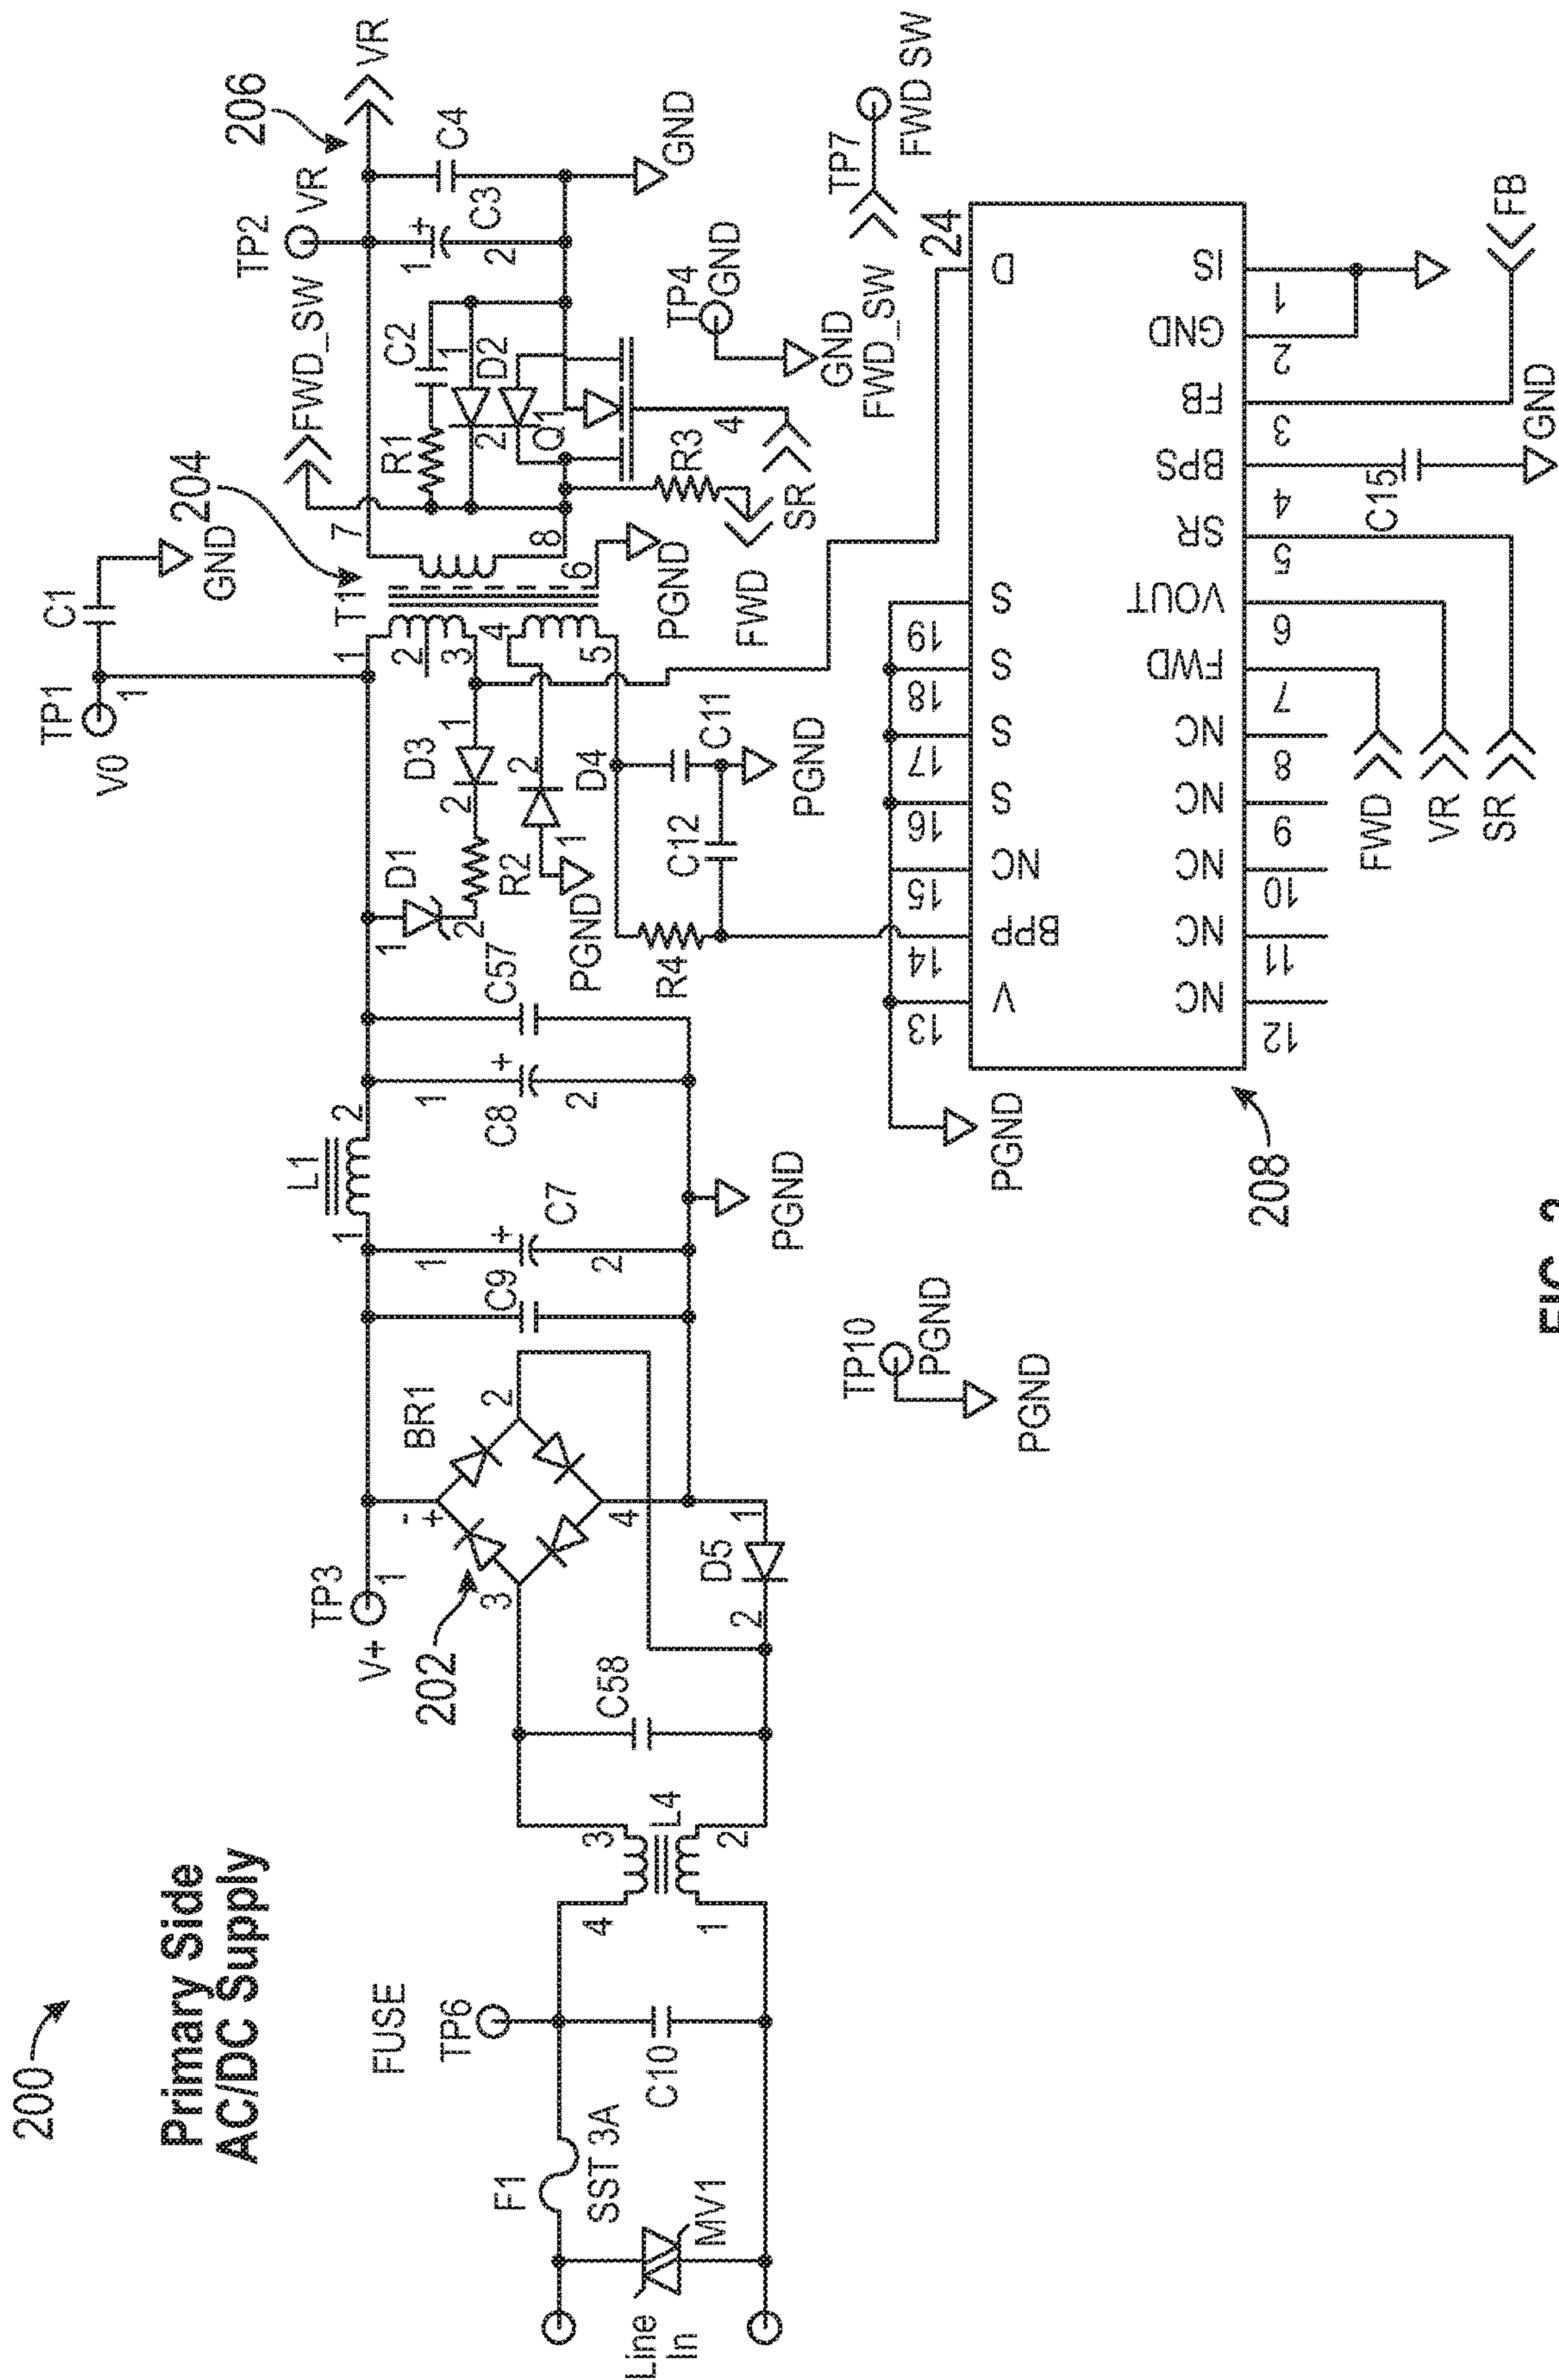 200
Primary Side
AC/DC Supply
Line
In
MV1
F1
SST 3A
FUSE
TP6
C10
4
1
L4
3
2
C58
TP3
V+
1
202
BR1
-
+
2
3
4
D5
1
2
C9
C7
1
+
2
L1
1
2
C8
1
+
2
C57
PGND
TP10
PGND
PGND
TP1
V0
1
C1
GND
D1
1
2
D3
1
2
R2
D4
2
1
PGND
R4
C12
C11
PGND
T1
204
1
2
3
4
5
6
7
8
PGND
FWD_SW
R1
C2
D2
1
2
Q1
4
R3
FWD
SR
TP2
VR
206
VR
C3
1
+
2
C4
GND
TP4
GND
GND
FWD_SW
TP7
FWD SW
208
PGND
13
V
14
BPP
15
NC
16
S
17
S
18
S
19
S
24
D
12
NC
11
NC
10
NC
9
NC
8
NC
7
FWD
6
VOUT
5
SR
4
BPS
3
FB
2
GND
1
IS
FWD
VR
SR
C15
GND
FB